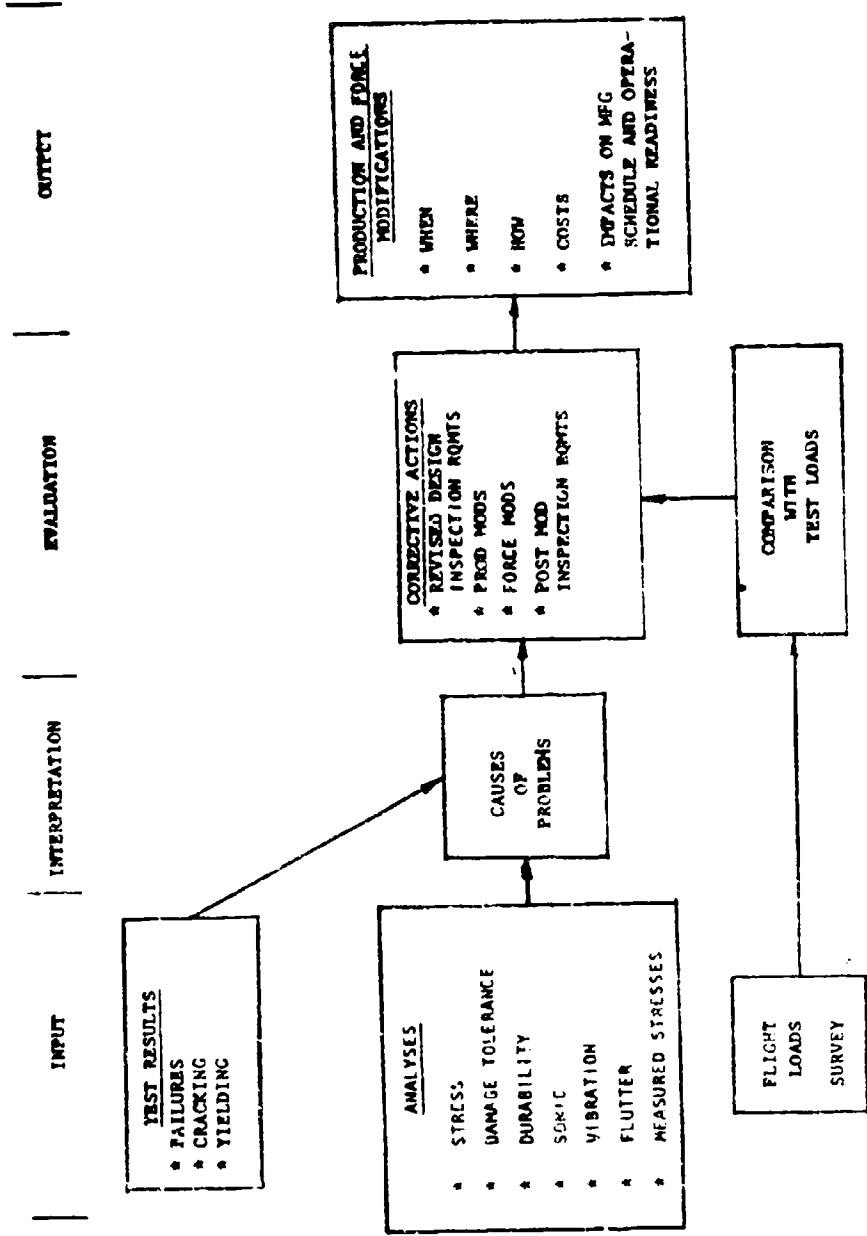 INPUT
INTERPRETATION
EVALUATION
OUTPUT
TEST RESULTS
* FAILURES
* CRACKING
* YIELDING
ANALYSES
* STRESS
* DAMAGE TOLERANCE
* DURABILITY
* SONIC
* VIBRATION
* FLUTTER
* MEASURED STRESSES
FLIGHT
LOADS
SURVEY
CAUSES
OF
PROBLEMS
CORRECTIVE ACTIONS
* REVISED DESIGN
INSPECTION RQMTS
* PROD MODS
* FORCE MODS
* POST MOD
INSPECTION RQMTS
COMPARISON
WITH
TEST LOADS
PRODUCTION AND FORCE
MODIFICATIONS
* WHEN
* WHERE
* HOW
* COSTS
* IMPACTS ON MFG
SCHEDULE AND OPERA-
TIONAL READINESS